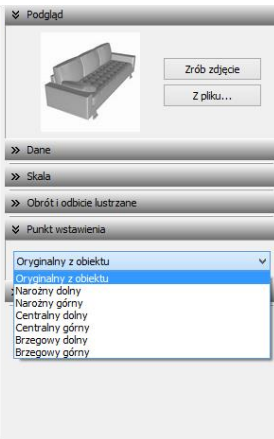 Podgląd
Zrób zdjęcie
Z pliku...
Dane
Skala
Obrót i odbicie lustrzane
Punkt wstawienia
Oryginalny z obiektu
Oryginalny z obiektu
Narożny dolny
Narożny górny
Centralny dolny
Centralny górny
Brzegowy dolny
Brzegowy górny